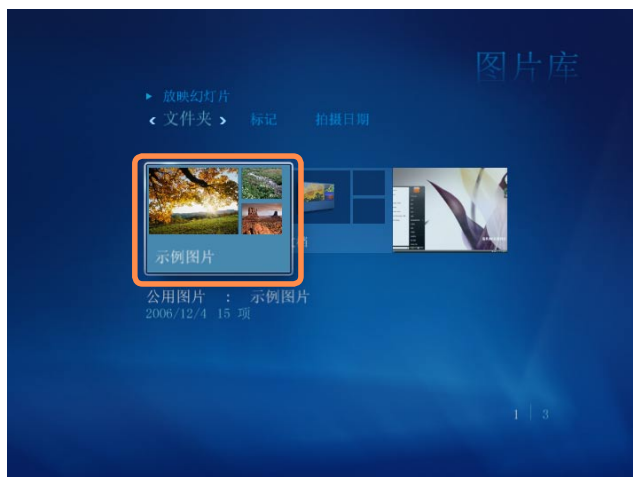 图片库
放映幻灯片
文件夹 标记 拍摄日期
示例图片
公用图片 : 示例图片
2006/12/4 15 项
1 3